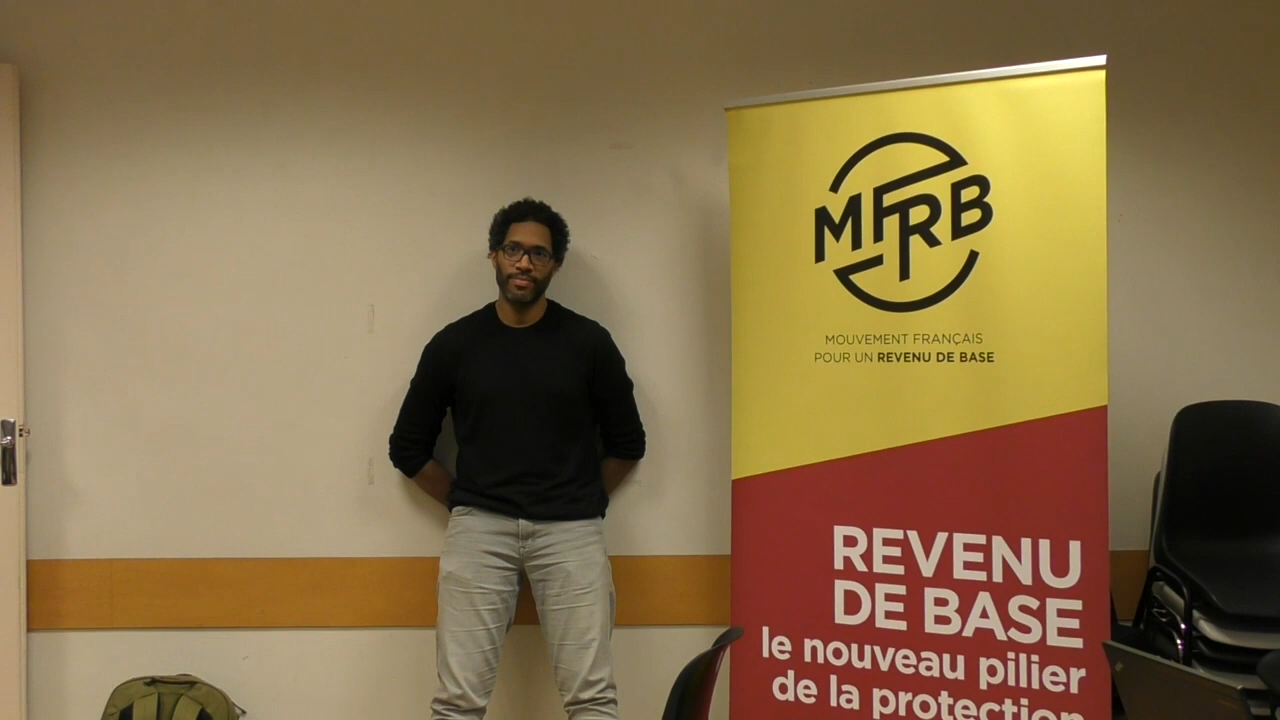 MFRB
MOUVEMENT FRANÇAIS
POUR UN REVENU DE BASE
REVENU
DE BASE
le nouveau pilier
de la protection